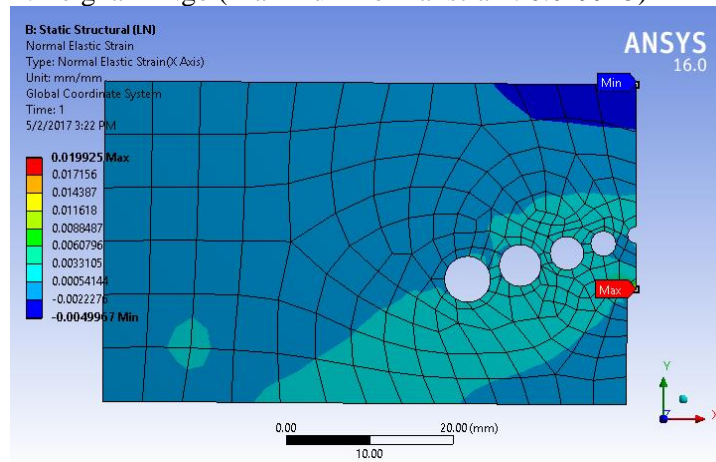 B: Static Structural (LN)
Normal Elastic Strain
Type: Normal Elastic Strain(X Axis)
Unit: mm/mm
Global Coordinate System
Time: 1
5/2/2017 3:22 PM
ANSYS
16.0
0.019925 Max
0.017156
0.014387
0.011618
0.0088487
0.0060796
0.0033105
0.00054144
-0.0022276
-0.0049967 Min
Min
Max
0.00
20.00 (mm)
10.00
Y
Z
X